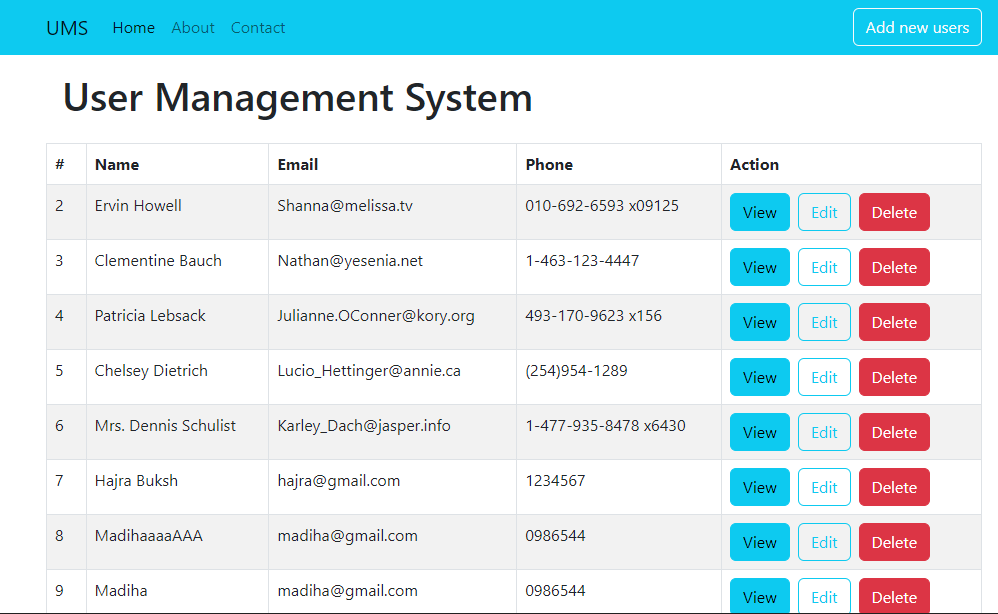 UMS Home About Contact Add new users
User Management System
# Name Email Phone Action
2 Ervin Howell Shanna@melissa.tv 010-692-6593 x09125 View Edit Delete
3 Clementine Bauch Nathan@yesenia.net 1-463-123-4447 View Edit Delete
4 Patricia Lebsack Julianne.OConner@kory.org 493-170-9623 x156 View Edit Delete
5 Chelsey Dietrich Lucio_Hettinger@annie.ca (254)954-1289 View Edit Delete
6 Mrs. Dennis Schulist Karley_Dach@jasper.info 1-477-935-8478 x6430 View Edit Delete
7 Hajra Buksh hajra@gmail.com 1234567 View Edit Delete
8 MadihaaaaAAA madiha@gmail.com 0986544 View Edit Delete
9 Madiha madiha@gmail.com 0986544 View Edit Delete